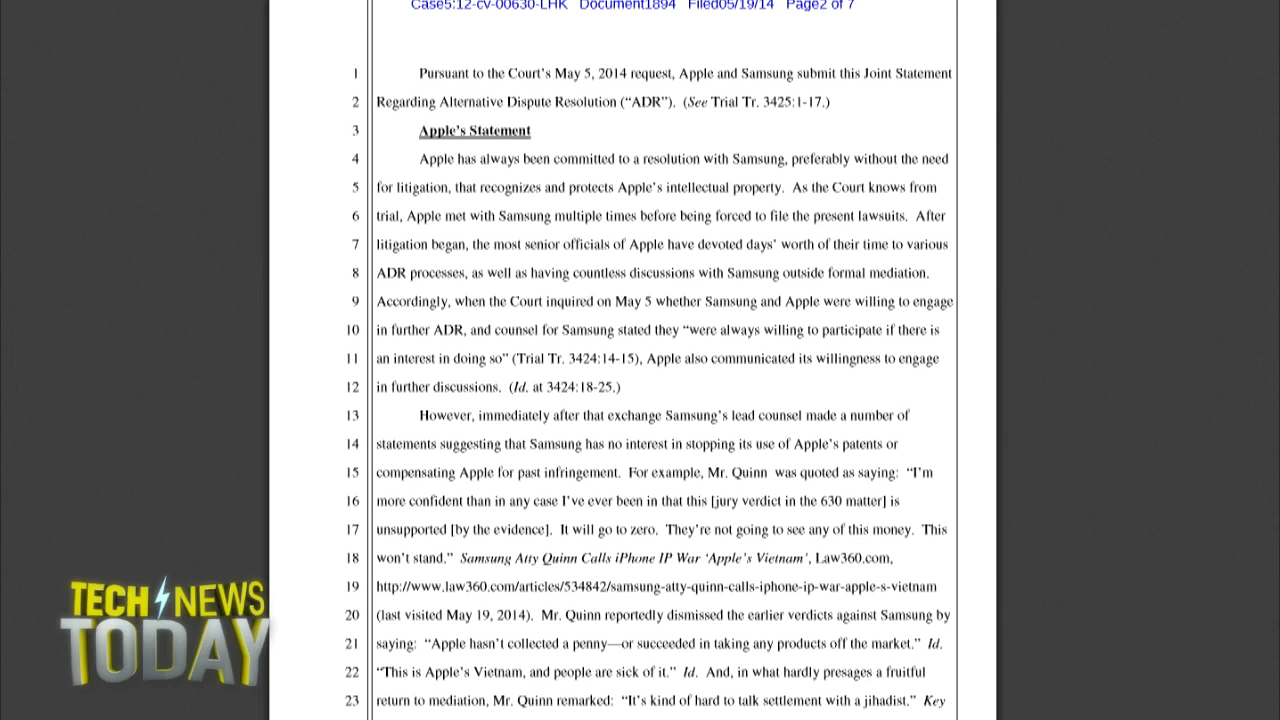 Case5:12-cv-00630-LHK Document1894 Filed05/19/14 Page2 of 7
1 Pursuant to the Court's May 5, 2014 request, Apple and Samsung submit this Joint Statement
2 Regarding Alternative Dispute Resolution (“ADR”). (See Trial Tr. 3425:1-17.)
3 Apple's Statement
4 Apple has always been committed to a resolution with Samsung, preferably without the need
5 for litigation, that recognizes and protects Apple's intellectual property. As the Court knows from
6 trial, Apple met with Samsung multiple times before being forced to file the present lawsuits. After
7 litigation began, the most senior officials of Apple have devoted days' worth of their time to various
8 ADR processes, as well as having countless discussions with Samsung outside formal mediation.
9 Accordingly, when the Court inquired on May 5 whether Samsung and Apple were willing to engage
10 in further ADR, and counsel for Samsung stated they “were always willing to participate if there is
11 an interest in doing so” (Trial Tr. 3424:14-15), Apple also communicated its willingness to engage
12 in further discussions. (Id. at 3424:18-25.)
13 However, immediately after that exchange Samsung's lead counsel made a number of
14 statements suggesting that Samsung has no interest in stopping its use of Apple's patents or
15 compensating Apple for past infringement. For example, Mr. Quinn was quoted as saying: “I'm
16 more confident than in any case I've ever been in that this [jury verdict in the 630 matter] is
17 unsupported [by the evidence]. It will go to zero. They're not going to see any of this money. This
18 won't stand.” Samsung Atty Quinn Calls iPhone IP War ‘Apple's Vietnam’, Law360.com,
19 http://www.law360.com/articles/534842/samsung-atty-quinn-calls-iphone-ip-war-apple-s-vietnam
20 (last visited May 19, 2014). Mr. Quinn reportedly dismissed the earlier verdicts against Samsung by
21 saying: “Apple hasn't collected a penny—or succeeded in taking any products off the market.” Id.
22 “This is Apple's Vietnam, and people are sick of it.” Id. And, in what hardly presages a fruitful
23 return to mediation, Mr. Quinn remarked: “It's kind of hard to talk settlement with a jihadist.” Key
TECH NEWS
TODAY